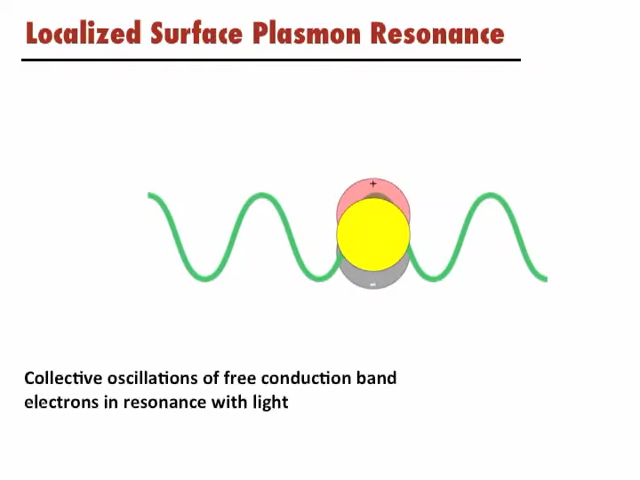 Localized Surface Plasmon Resonance
+
-
Collective oscillations of free conduction band
electrons in resonance with light